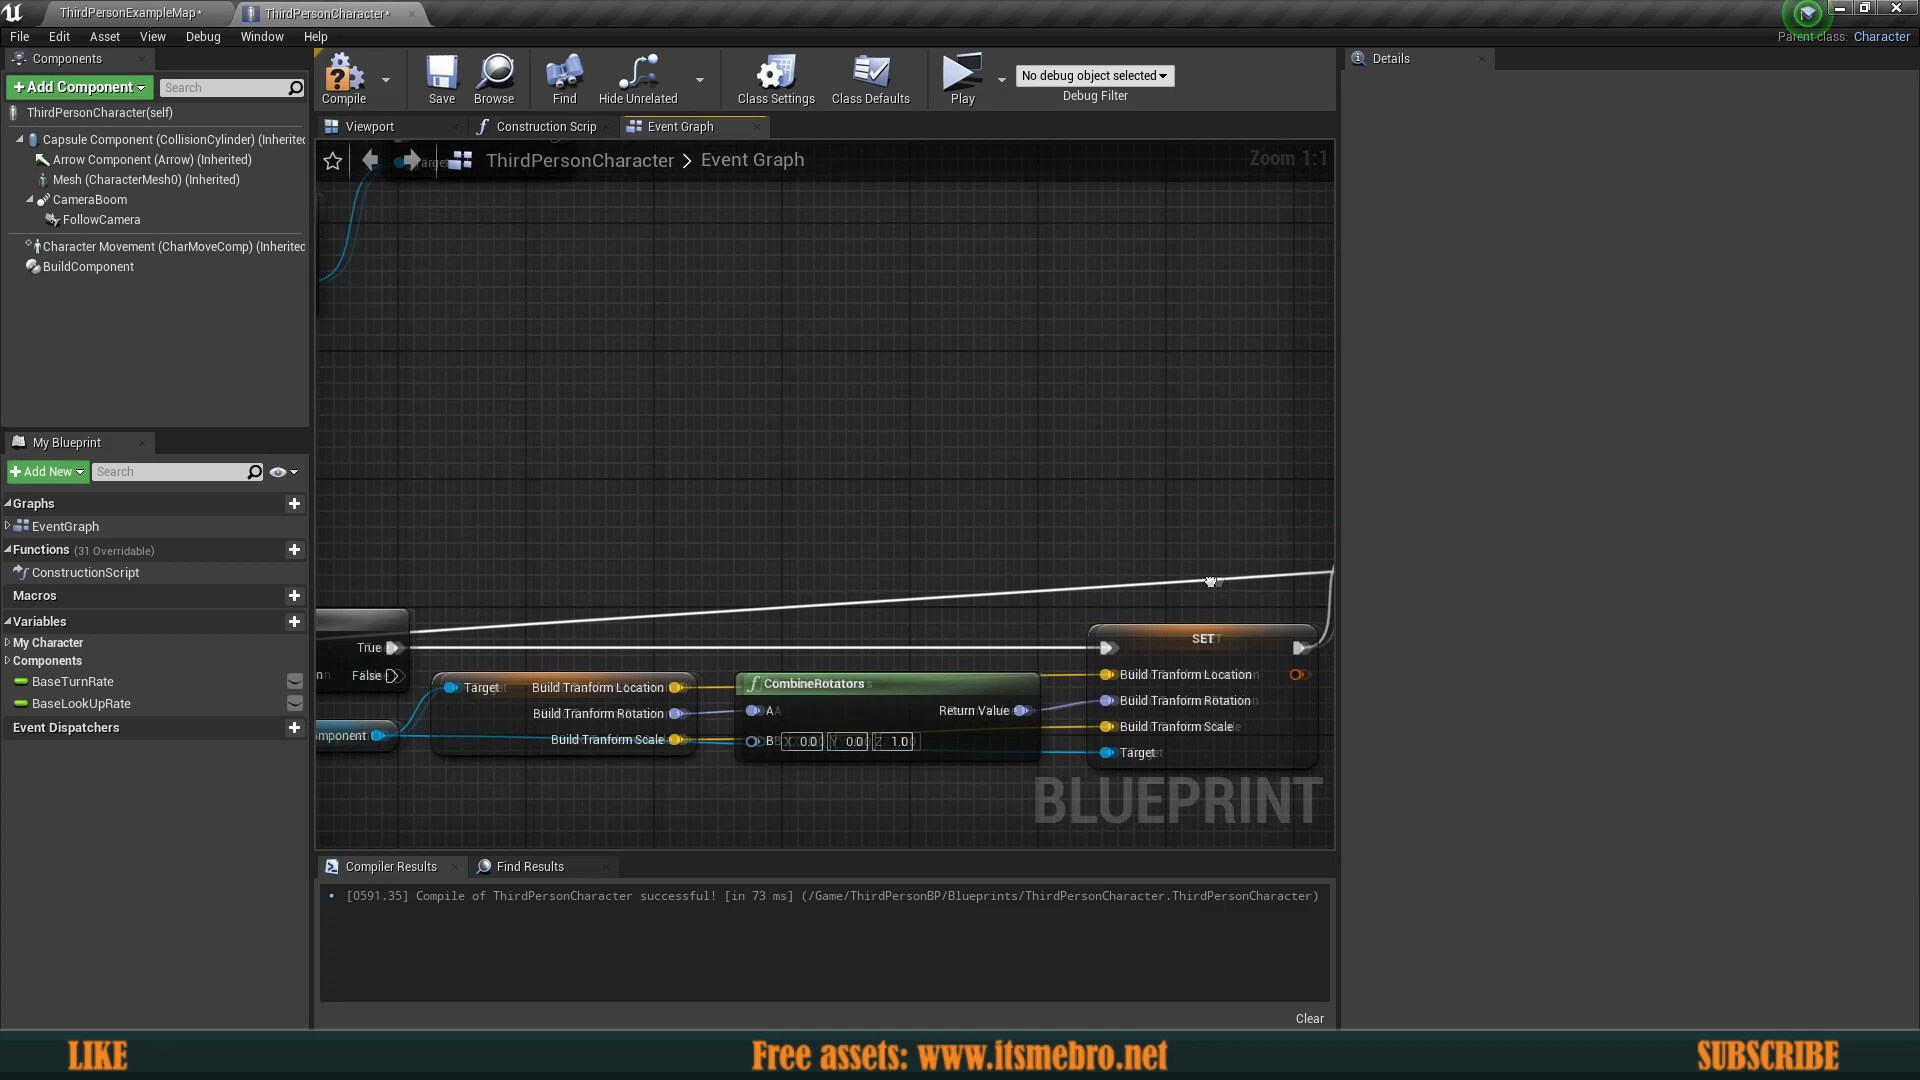 ThirdPersonExampleMap*
ThirdPersonCharacter*
File Edit Asset View Debug Window Help
Parent class: Character
Components
+Add Component
Search
ThirdPersonCharacter(self)
Capsule Component (CollisionCylinder) (Inherited
Arrow Component (Arrow) (Inherited)
Mesh (CharacterMesh0) (Inherited)
CameraBoom
FollowCamera
Character Movement (CharMoveComp) (Inherited
BuildComponent
My Blueprint
+Add New
Search
Graphs
EventGraph
Functions (31 Overridable)
ConstructionScript
Macros
Variables
My Character
Components
BaseTurnRate
BaseLookUpRate
Event Dispatchers
Compile
Save
Browse
Find
Hide Unrelated
Class Settings
Class Defaults
Play
No debug object selected
Debug Filter
Viewport
Construction Scrip
Event Graph
ThirdPersonCharacter > Event Graph
Zoom 1:1
Target
True
False
mponent
Target
Build Tranform Location
Build Tranform Rotation
Build Tranform Scale
CombineRotators
A
Return Value
B X 0.0 Y 0.0 Z 1.0
SET
Build Tranform Location
Build Tranform Rotation
Build Tranform Scale
Target
BLUEPRINT
Compiler Results
Find Results
[0591.35] Compile of ThirdPersonCharacter successful! [in 73 ms] (/Game/ThirdPersonBP/Blueprints/ThirdPersonCharacter.ThirdPersonCharacter)
Clear
Details
LIKE
Free assets: www.itsmebro.net
SUBSCRIBE